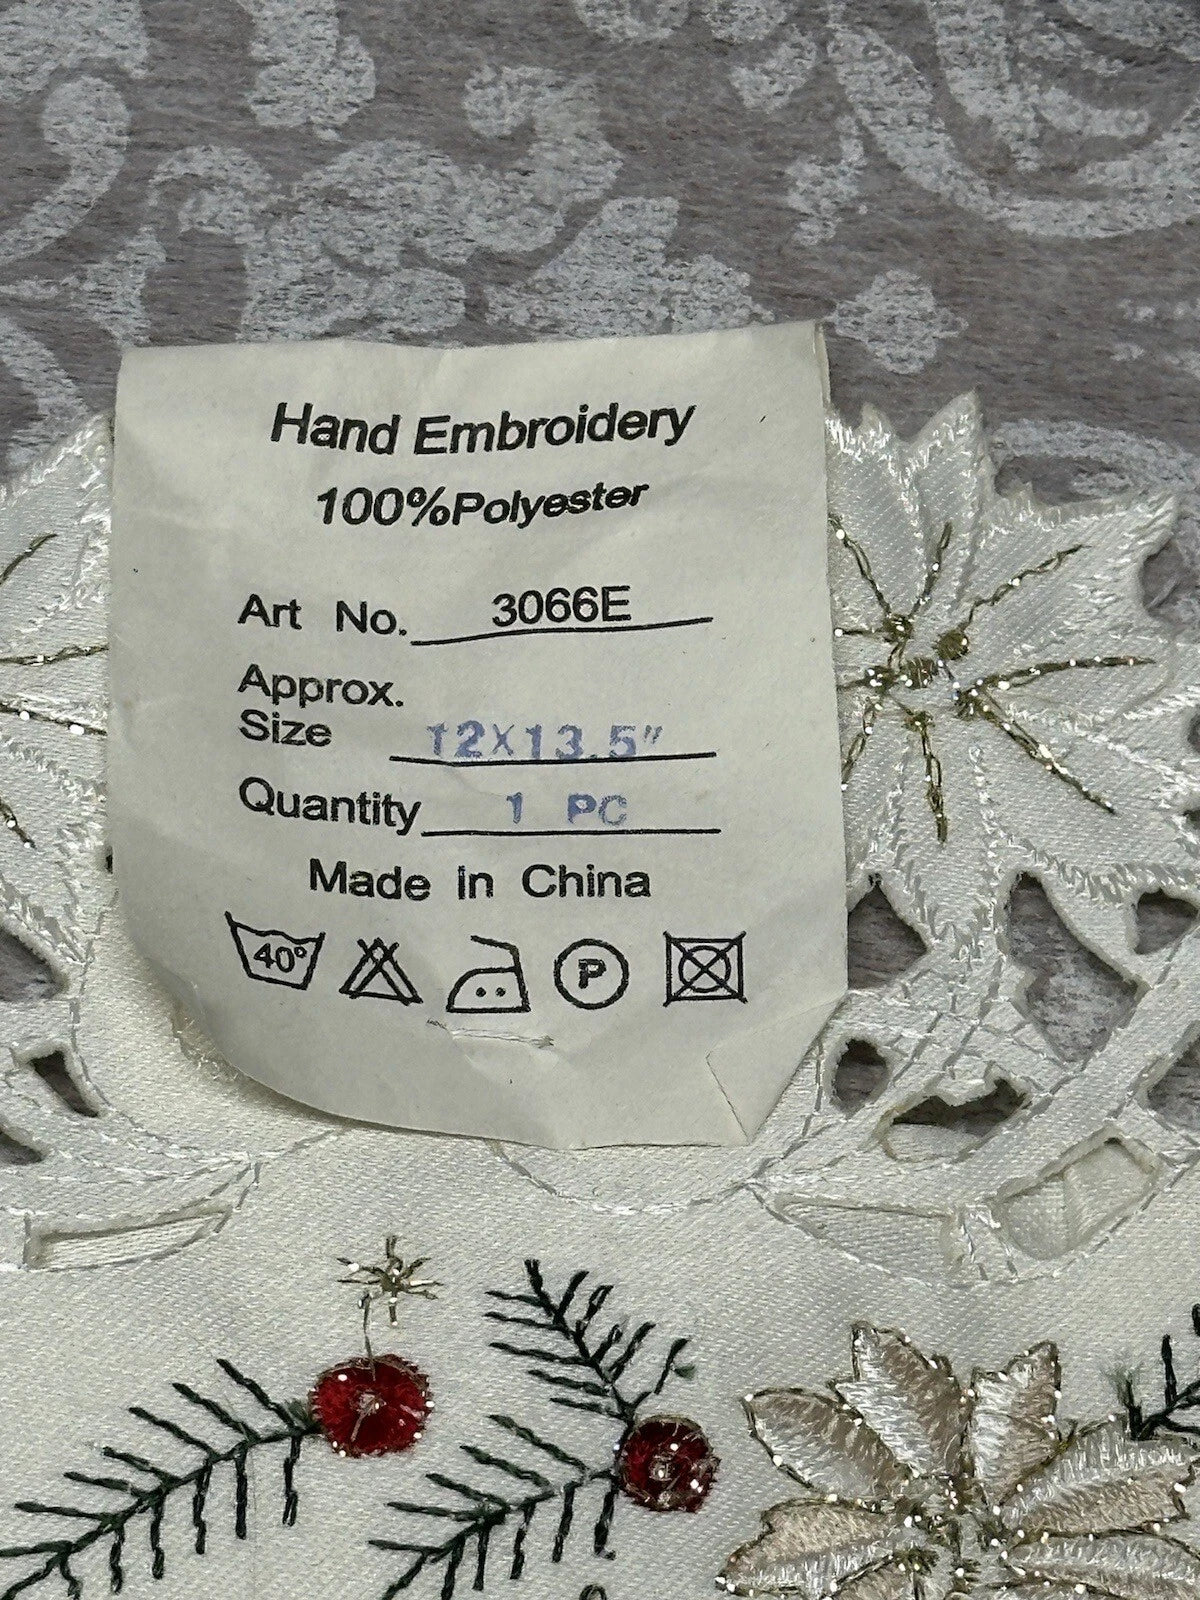 Hand Embroidery
100%Polyester
Art No. 3066E
Approx.
Size 12X13.5"
Quantity 1 PC
Made in China
40° P